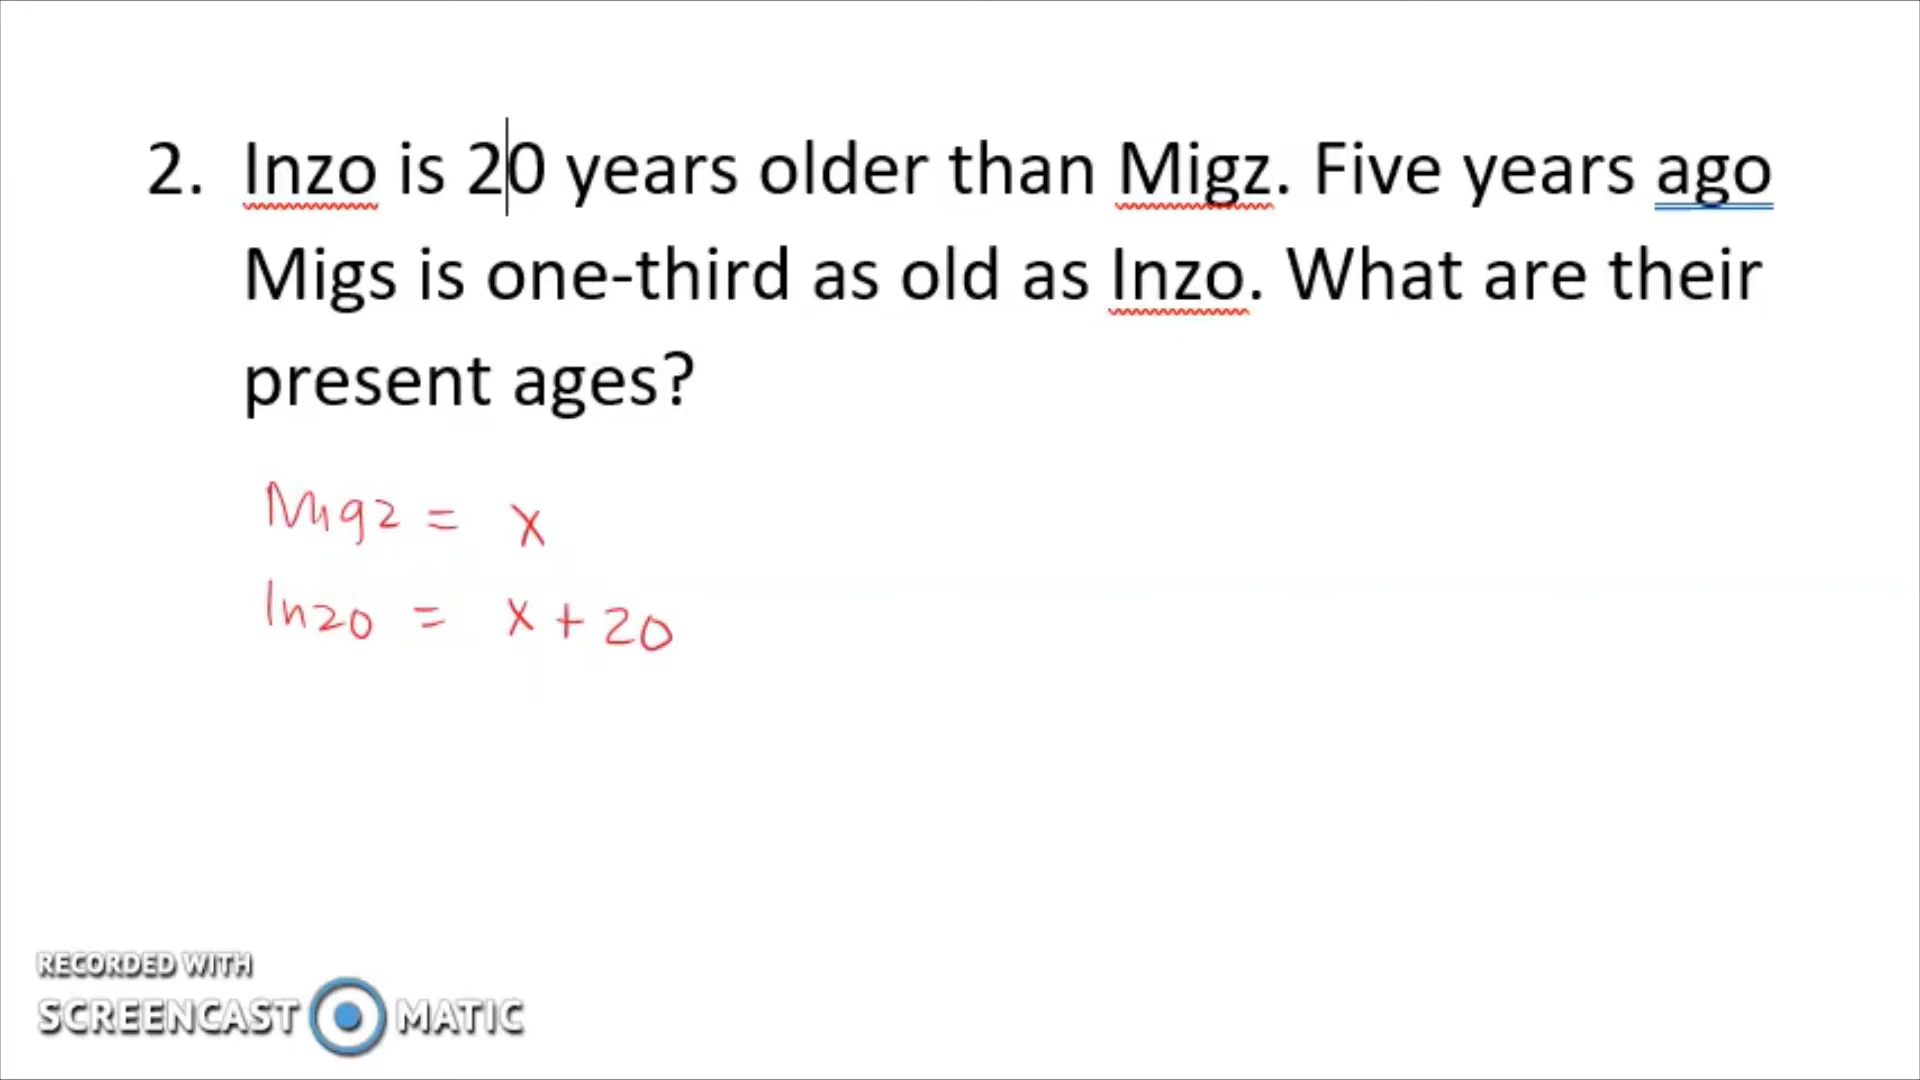 2. Inzo is 20 years older than Migz. Five years ago
Migs is one-third as old as Inzo. What are their
present ages?
Migz = x
Inzo = x + 20
RECORDED WITH
SCREENCAST MATIC